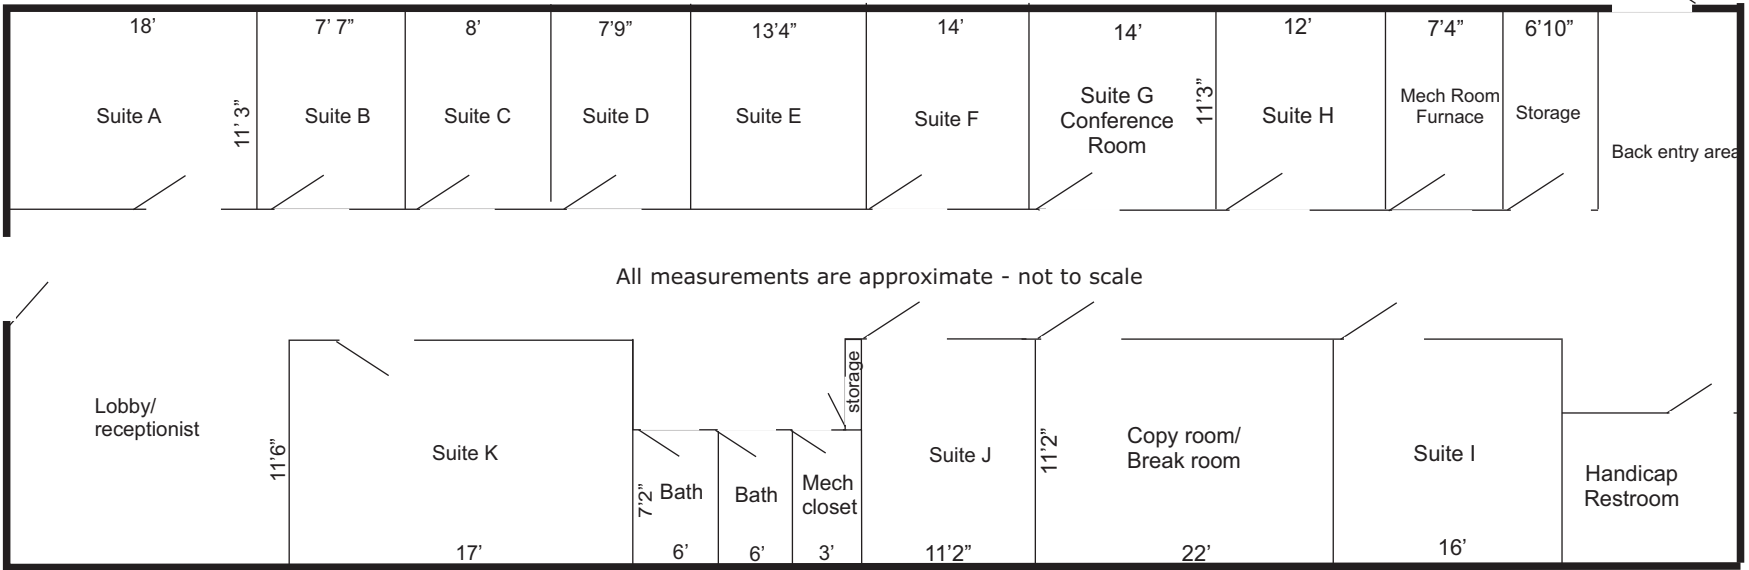 18’
7’ 7”
8’
7’9”
13’4”
14’
14’
12’
7’4”
6’10”
Suite A
11’ 3”
Suite B
Suite C
Suite D
Suite E
Suite F
Suite G
Conference
Room
11’3”
Suite H
Mech Room
Furnace
Storage
Back entry area
All measurements are approximate - not to scale
Lobby/
receptionist
11’6”
Suite K
17’
7’2”
Bath
6’
Bath
6’
Mech
closet
3’
storage
Suite J
11’2”
11’2”
Copy room/
Break room
22’
Suite I
16’
Handicap
Restroom